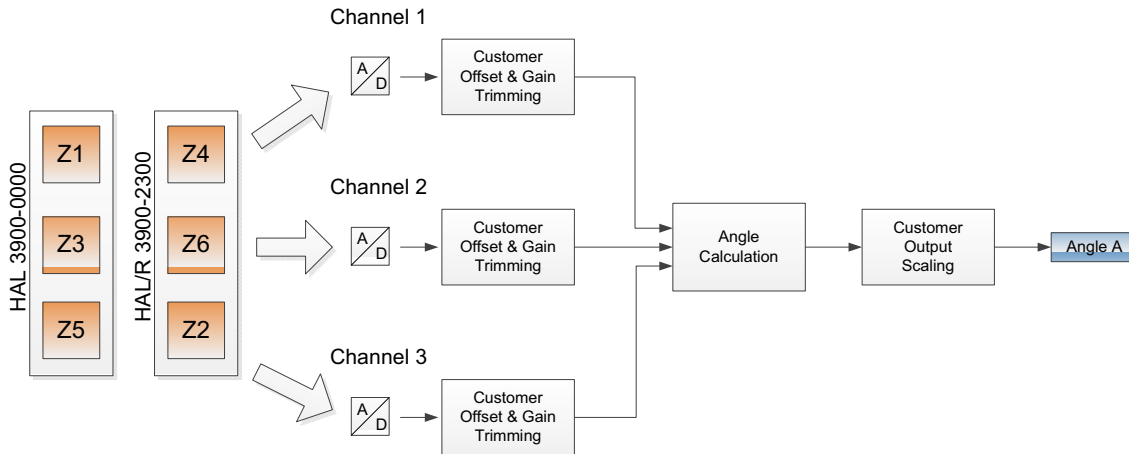 Channel 1
A
D
Customer
Offset & Gain
Trimming
HAL 3900-0000
Z1
Z3
Z5
HAL/R 3900-2300
Z4
Z6
Z2
Channel 2
A
D
Customer
Offset & Gain
Trimming
Angle
Calculation
Customer
Output
Scaling
Angle A
Channel 3
A
D
Customer
Offset & Gain
Trimming